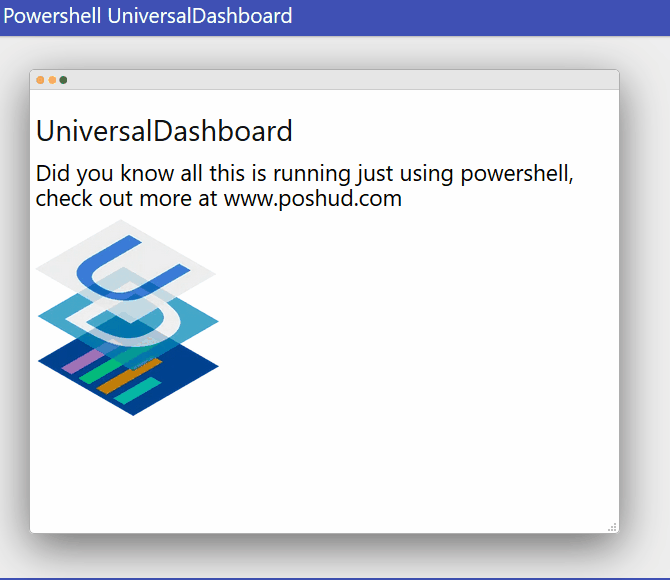 Powershell UniversalDashboard
UniversalDashboard
Did you know all this is running just using powershell,
check out more at www.poshud.com
U
D